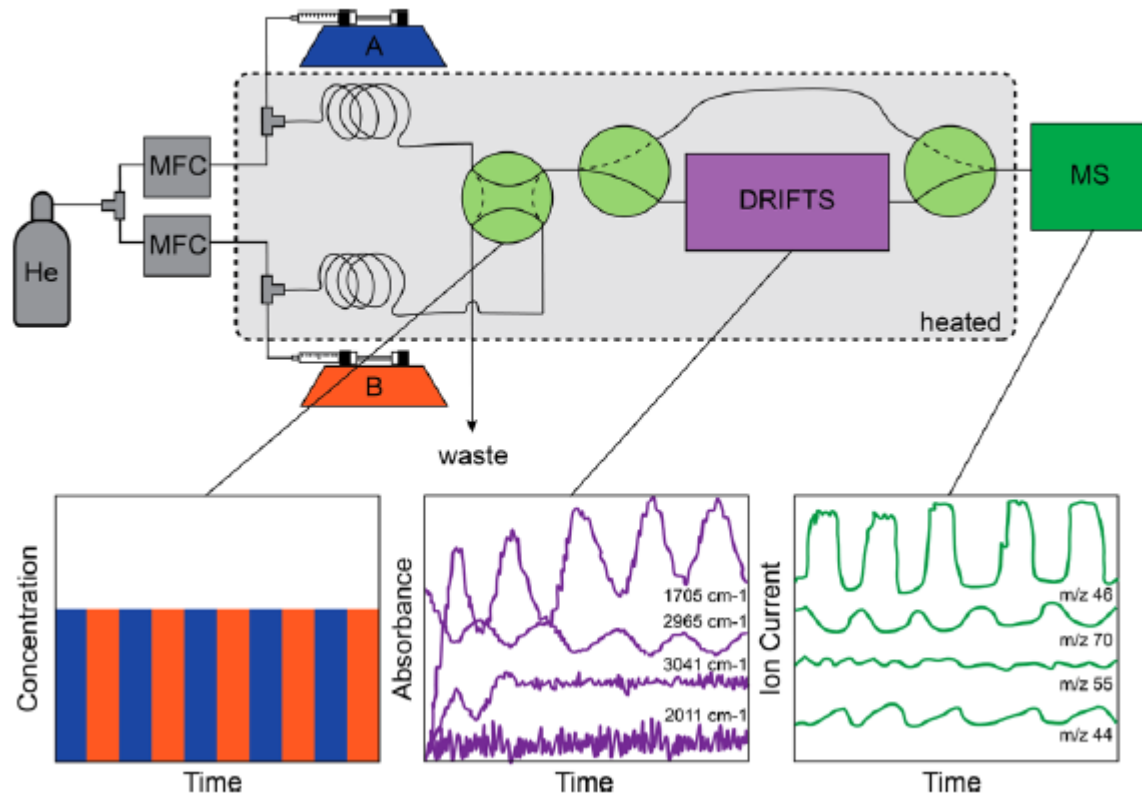 A
MFC
MFC
He
DRIFTS
MS
heated
B
waste
Concentration
Time
Absorbance
1705 cm-1
2965 cm-1
3041 cm-1
2011 cm-1
Time
Ion Current
m/z 46
m/z 70
m/z 55
m/z 44
Time